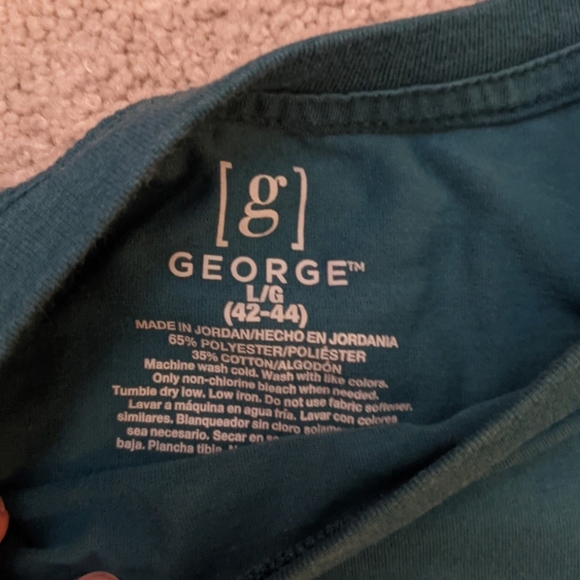 [g]
GEORGE™
L/G
(42-44)
MADE IN JORDAN/HECHO EN JORDANIA
65% POLYESTER/POLIÉSTER
35% COTTON/ALGODÓN
Machine wash cold. Wash with like colors.
Only non-chlorine bleach when needed.
Tumble dry low. Low iron. Do not use fabric softener.
Lavar a máquina en agua fría. Lavar con colores
similares. Blanqueador sin cloro solamente
sea necesario. Secar en
baja. Plancha tibia.